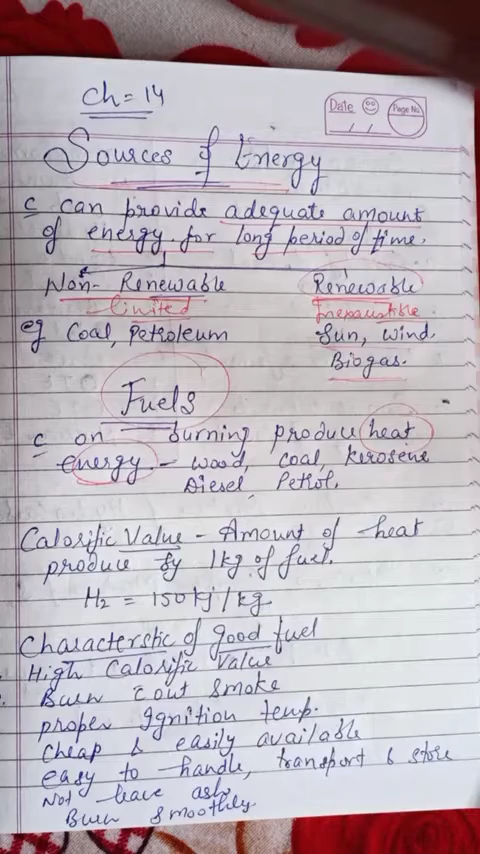 Ch = 14
Date
Page No.
Sources of Energy
c can provide adequate amount
of energy for long period of time.
Non-Renewable Renewable
limited Inexaustible
eg Coal, Petroleum Sun, Wind,
Biogas.
Fuels
c on burning produce heat
energy - wood, coal, kerosene
Diesel, Petrol.
Calorific Value - Amount of heat
produce by 1kg of fuel.
H2 = 150kj/kg
Characterstic of good fuel
High Calorific Value
Burn c out smoke
proper Ignition temp.
Cheap & easily available
easy to handle, transport & store
Not leave ash
Burn smoothly